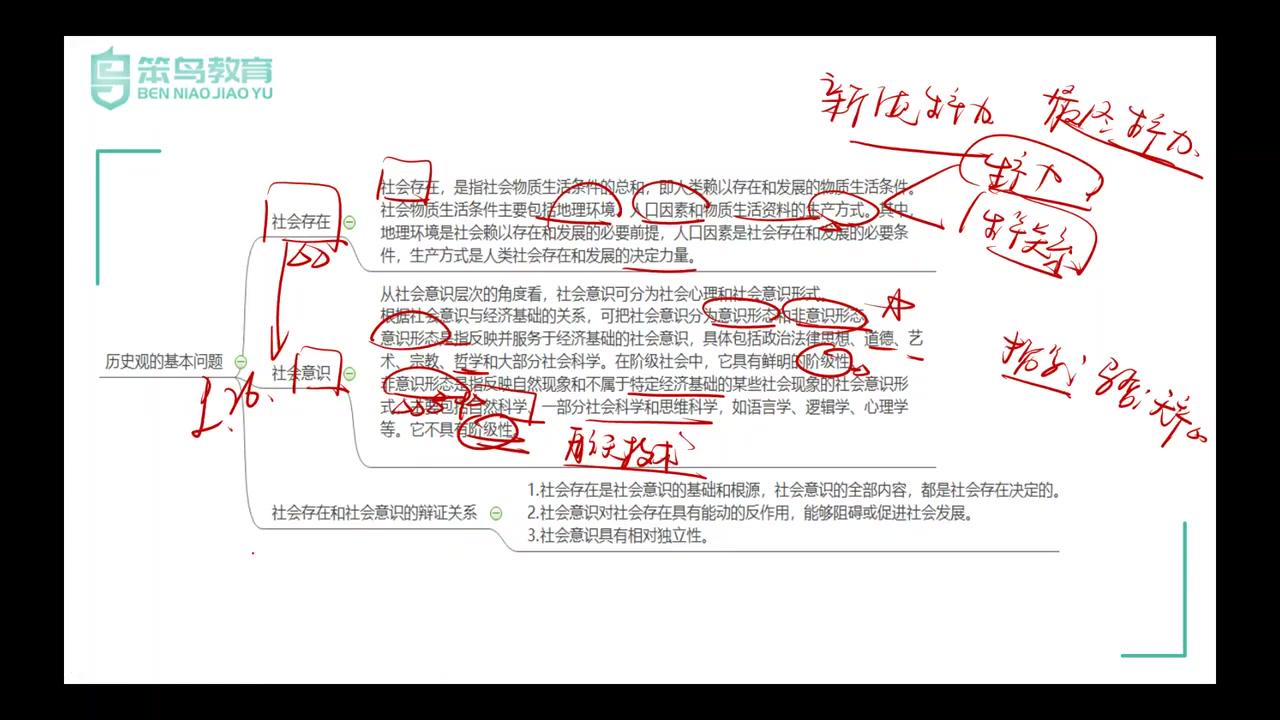 笨鸟教育
BEN NIAO JIAO YU
新质生产力
最终生产力
生产力
生产关系
社会存在
社会存在，是指社会物质生活条件的总和，即人类赖以存在和发展的物质生活条件。
社会物质生活条件主要包括地理环境、人口因素和物质生活资料的生产方式。其中，
地理环境是社会赖以存在和发展的必要前提，人口因素是社会存在和发展的必要条
件，生产方式是人类社会存在和发展的决定力量。
历史观的基本问题
社会意识
从社会意识层次的角度看，社会意识可分为社会心理和社会意识形式。
根据社会意识与经济基础的关系，可把社会意识分为意识形态和非意识形态
意识形态是指反映并服务于经济基础的社会意识，具体包括政治法律思想、道德、艺
术、宗教、哲学和大部分社会科学。在阶级社会中，它具有鲜明的阶级性。
非意识形态是指反映自然现象和不属于特定经济基础的某些社会现象的社会意识形
式，主要包括自然科学、一部分社会科学和思维科学，如语言学、逻辑学、心理学
等。它不具有阶级性。
航天技术
社会存在和社会意识的辩证关系
1.社会存在是社会意识的基础和根源，社会意识的全部内容，都是社会存在决定的。
2.社会意识对社会存在具有能动的反作用，能够阻碍或促进社会发展。
3.社会意识具有相对独立性。